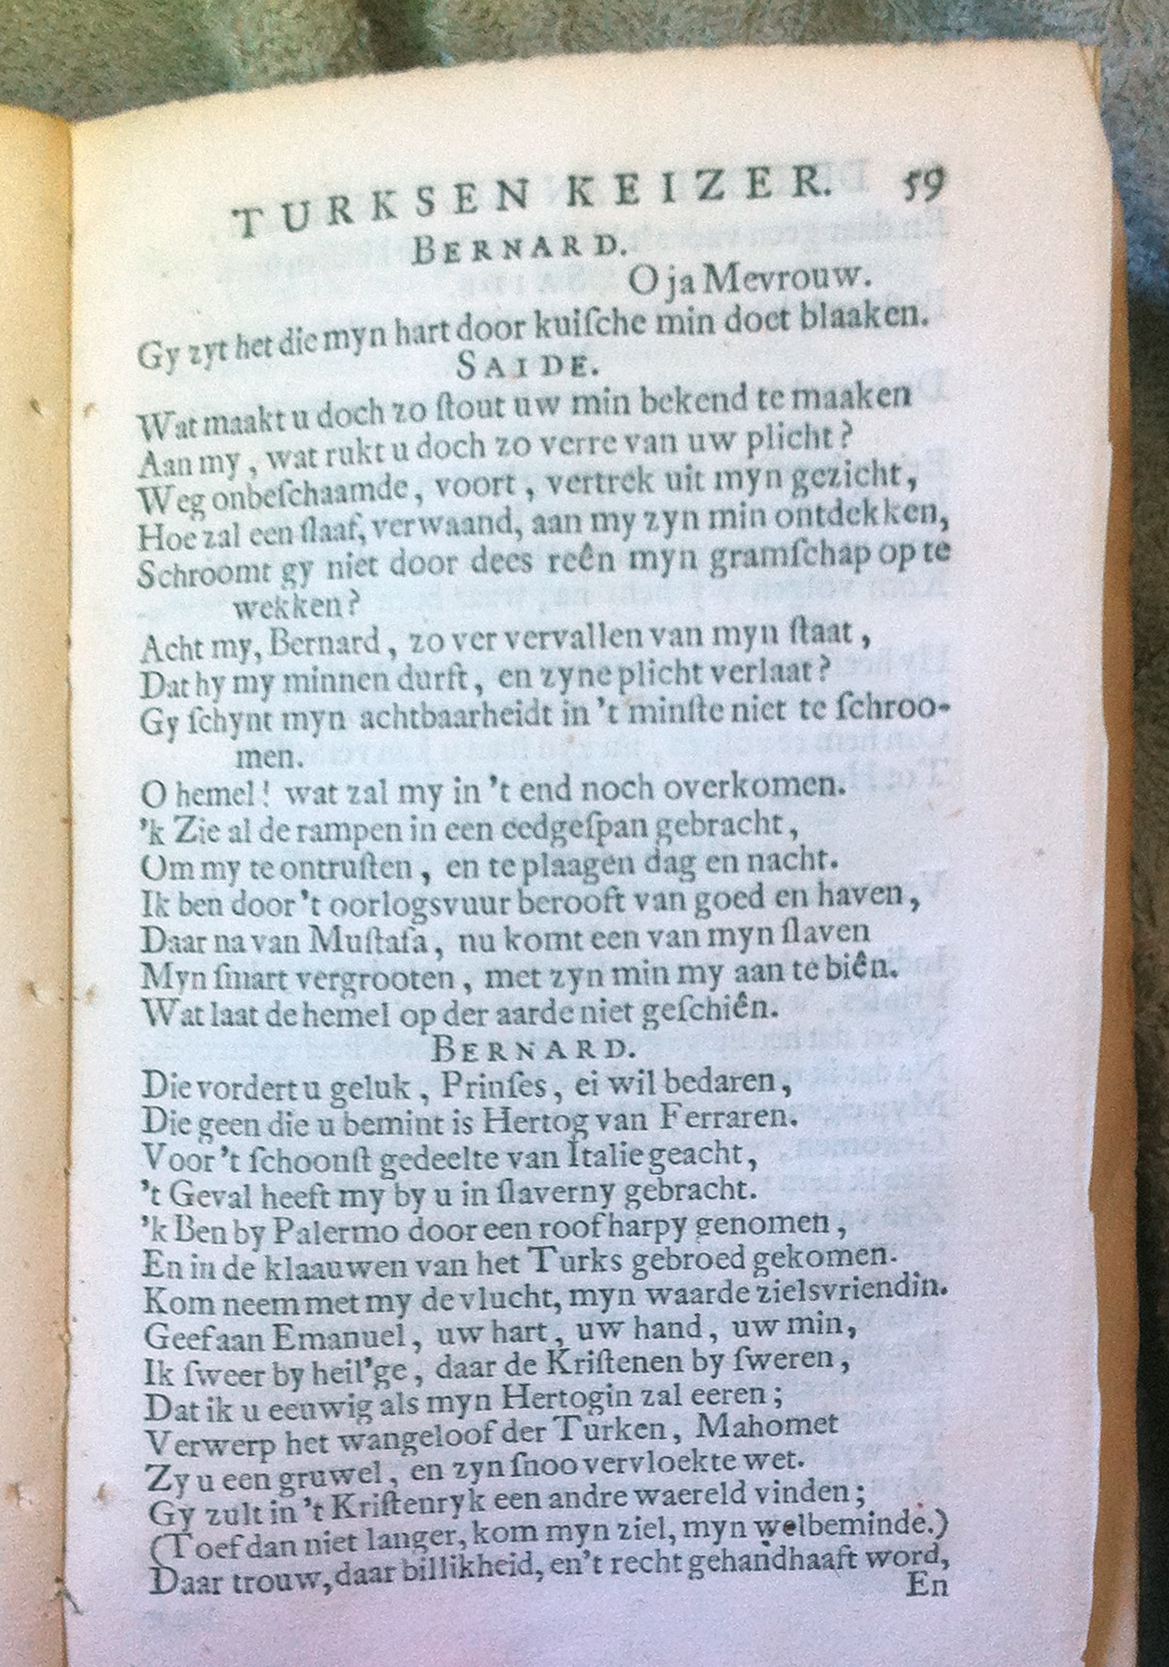 TURKSEN KEIZER. 59
BERNARD.
O ja Mevrouw.
Gy zyt het die myn hart door kuiſche min doet blaaken.
SAIDE.
Wat maakt u doch zo ſtout uw min bekend te maaken
Aan my, wat rukt u doch zo verre van uw plicht?
Weg onbeſchaamde, voort, vertrek uit myn gezicht,
Hoe zal een ſlaaf, verwaand, aan my zyn min ontdekken,
Schroomt gy niet door dees reên myn gramſchap op te
wekken?
Acht my, Bernard, zo ver vervallen van myn ſtaat,
Dat hy my minnen durft, en zyne plicht verlaat?
Gy ſchynt myn achtbaarheidt in 't minſte niet te ſchroo-
men.
O hemel! wat zal my in 't end noch overkomen.
'k Zie al de rampen in een eedgeſpan gebracht,
Om my te ontruſten, en te plaagen dag en nacht.
Ik ben door 't oorlogsvuur berooft van goed en haven,
Daar na van Muſtafa, nu komt een van myn ſlaven
Myn ſmart vergrooten, met zyn min my aan te biên.
Wat laat de hemel op der aarde niet geſchiên.
BERNARD.
Die vordert u geluk, Prinſes, ei wil bedaren,
Die geen die u bemint is Hertog van Ferraren.
Voor 't ſchoonſt gedeelte van Italie geacht,
't Geval heeft my by u in ſlaverny gebracht.
'k Ben by Palermo door een roofharpy genomen,
En in de klaauwen van het Turks gebroed gekomen.
Kom neem met my de vlucht, myn waarde zielsvriendin.
Geef aan Emanuel, uw hart, uw hand, uw min,
Ik ſweer by heil'ge, daar de Kriſtenen by ſweren,
Dat ik u eeuwig als myn Hertogin zal eeren;
Verwerp het wangeloof der Turken, Mahomet
Zy u een gruwel, en zyn ſnoo vervloekte wet.
Gy zult in 't Kriſtenryk een andre waereld vinden;
(Toef dan niet langer, kom myn ziel, myn welbeminde.)
Daar trouw, daar billikheid, en 't recht gehandhaaft word,
En